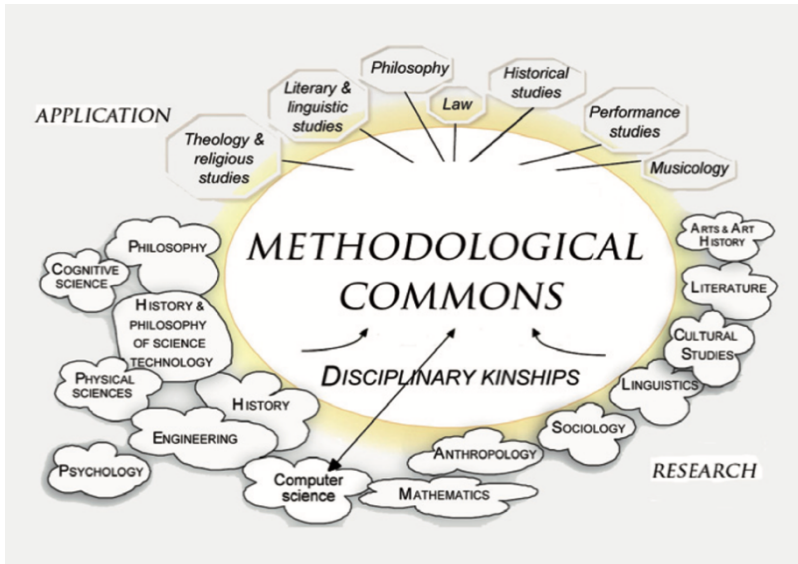 Philosophy
Historical
studies
Literary &
linguistic
studies
Law
APPLICATION
Performance
studies
Theology &
religious
studies
Musicology
PHILOSOPHY
ARTS & ART
HISTORY
METHODOLOGICAL
COMMONS
COGNITIVE
SCIENCE
LITERATURE
HISTORY &
PHILOSOPHY
OF SCIENCE
TECHNOLOGY
CULTURAL
STUDIES
DISCIPLINARY KINSHIPS
PHYSICAL
SCIENCES
LINGUISTICS
HISTORY
SOCIOLOGY
ENGINEERING
ANTHROPOLOGY
PSYCHOLOGY
RESEARCH
Computer
science
MATHEMATICS